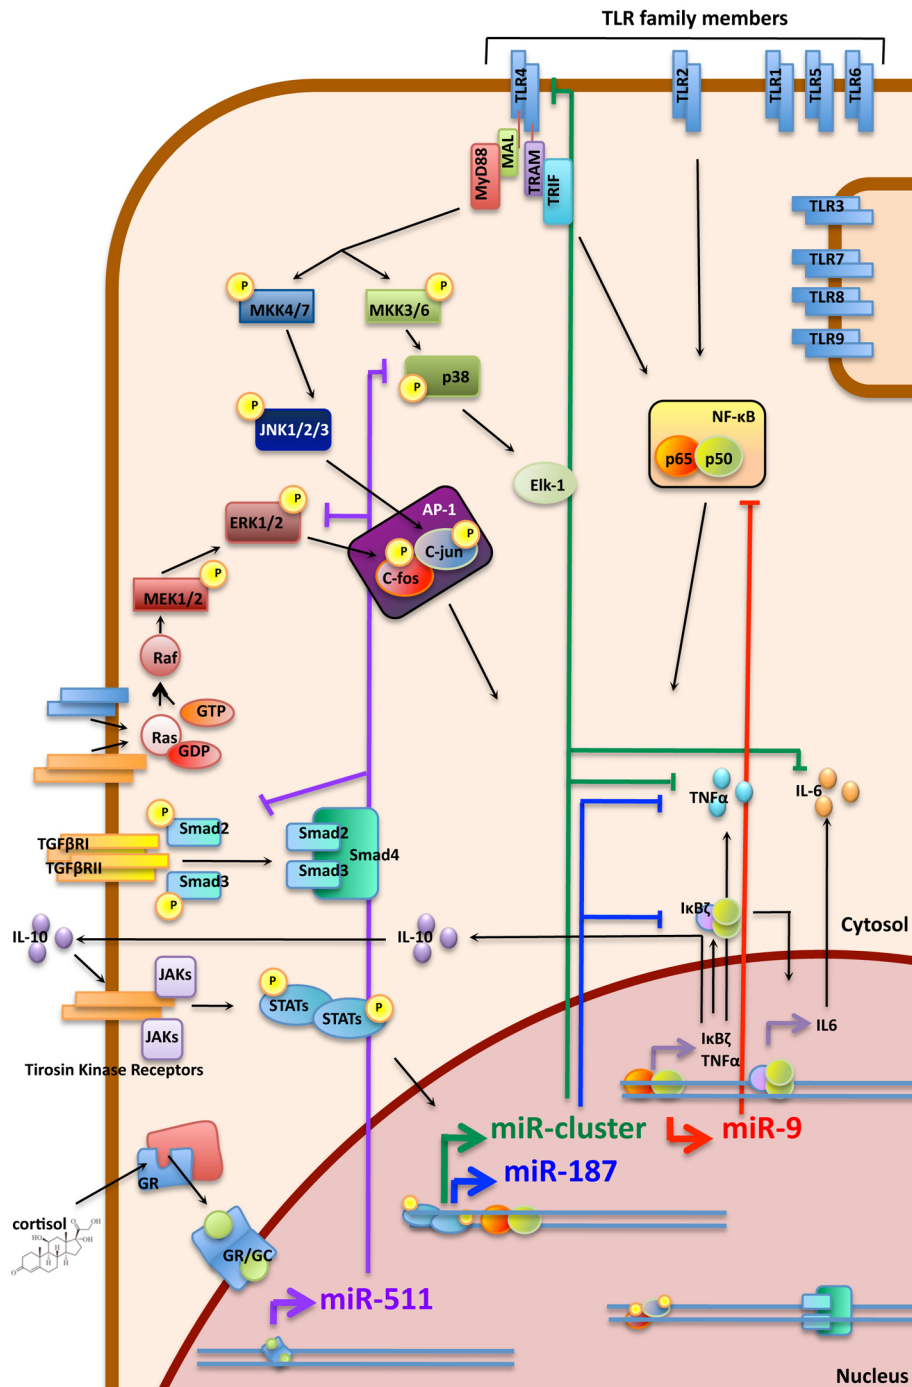 TLR family members
TLR4
TLR2
TLR1
TLR5
TLR6
MyD88
MAL
TRAM
TRIF
TLR3
TLR7
TLR8
TLR9
P
P
MKK4/7
MKK3/6
p38
P
P
JNK1/2/3
NF-κB
p65
p50
Elk-1
P
ERK1/2
AP-1
P
C-jun
P
C-fos
P
MEK1/2
Raf
GTP
Ras
GDP
TNFα
IL-6
P
Smad2
TGFβRI
TGFβRII
Smad3
P
Smad2
Smad3
Smad4
IκBζ
Cytosol
IL-10
IL-10
JAKs
JAKs
P
STATs
STATs
P
Tirosin Kinase Receptors
IκBζ
TNFα
IL6
miR-cluster
miR-9
miR-187
GR
cortisol
O
OH
HO
OH
H
H
H
O
GR/GC
miR-511
Nucleus